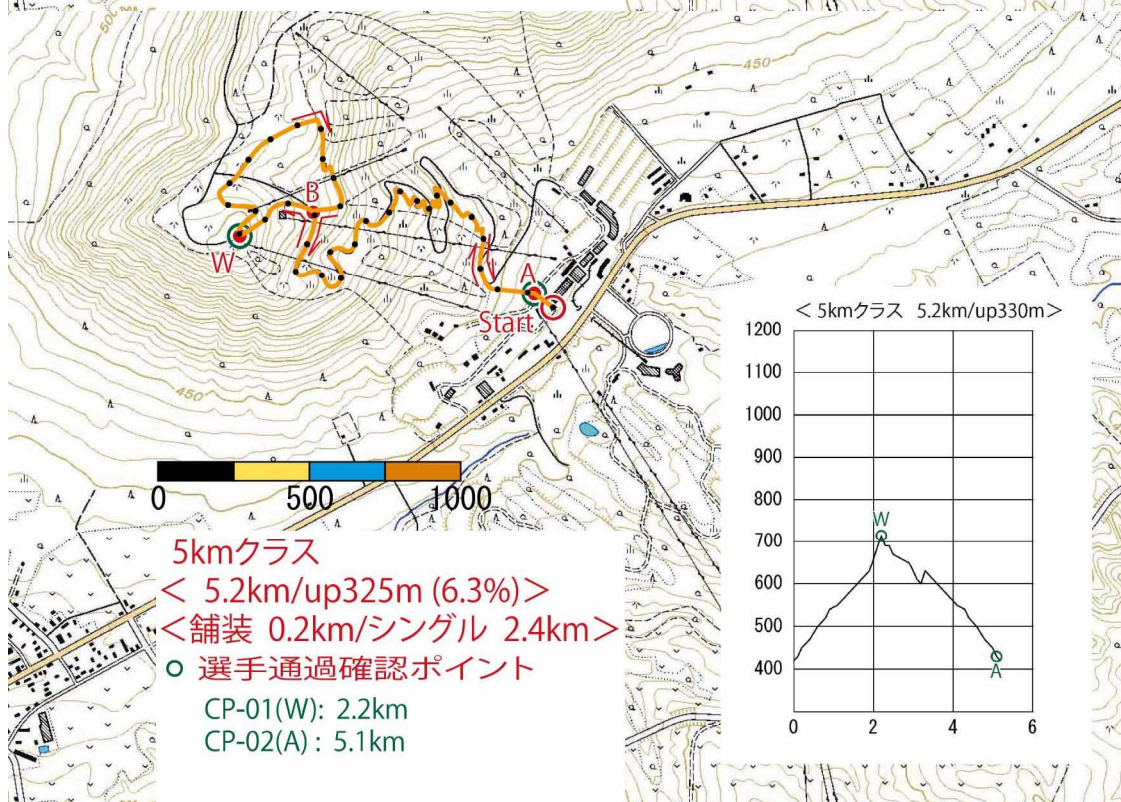 500
450
B
W
A
Start
450
0 500 1000
5kmクラス
< 5.2km/up325m (6.3%)>
<舗装 0.2km/シングル 2.4km>
選手通過確認ポイント
CP-01(W): 2.2km
CP-02(A) : 5.1km
< 5kmクラス 5.2km/up330m>
1200
1100
1000
900
800
700
600
500
400
W
A
0 2 4 6